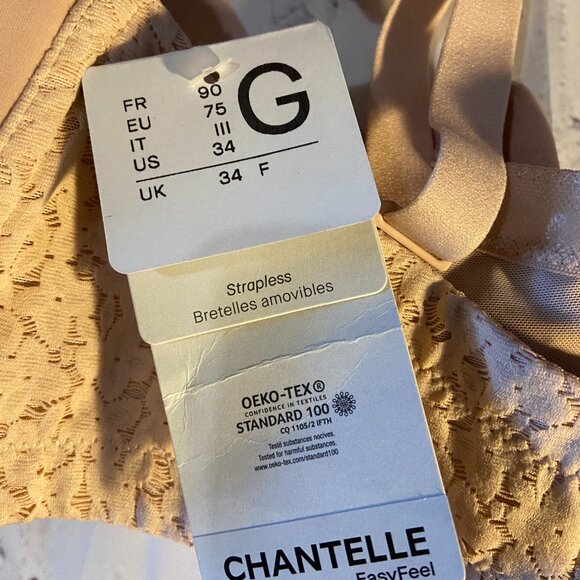 FR 90 G
EU 75
IT III
US 34
UK 34 F
Strapless
Bretelles amovibles
OEKO-TEX®
CONFIDENCE IN TEXTILES
STANDARD 100
CQ 1105/2 IFTH
Testé substances nocives.
Tested for harmful substances.
www.oeko-tex.com/standard100
CHANTELLE
EasyFeel